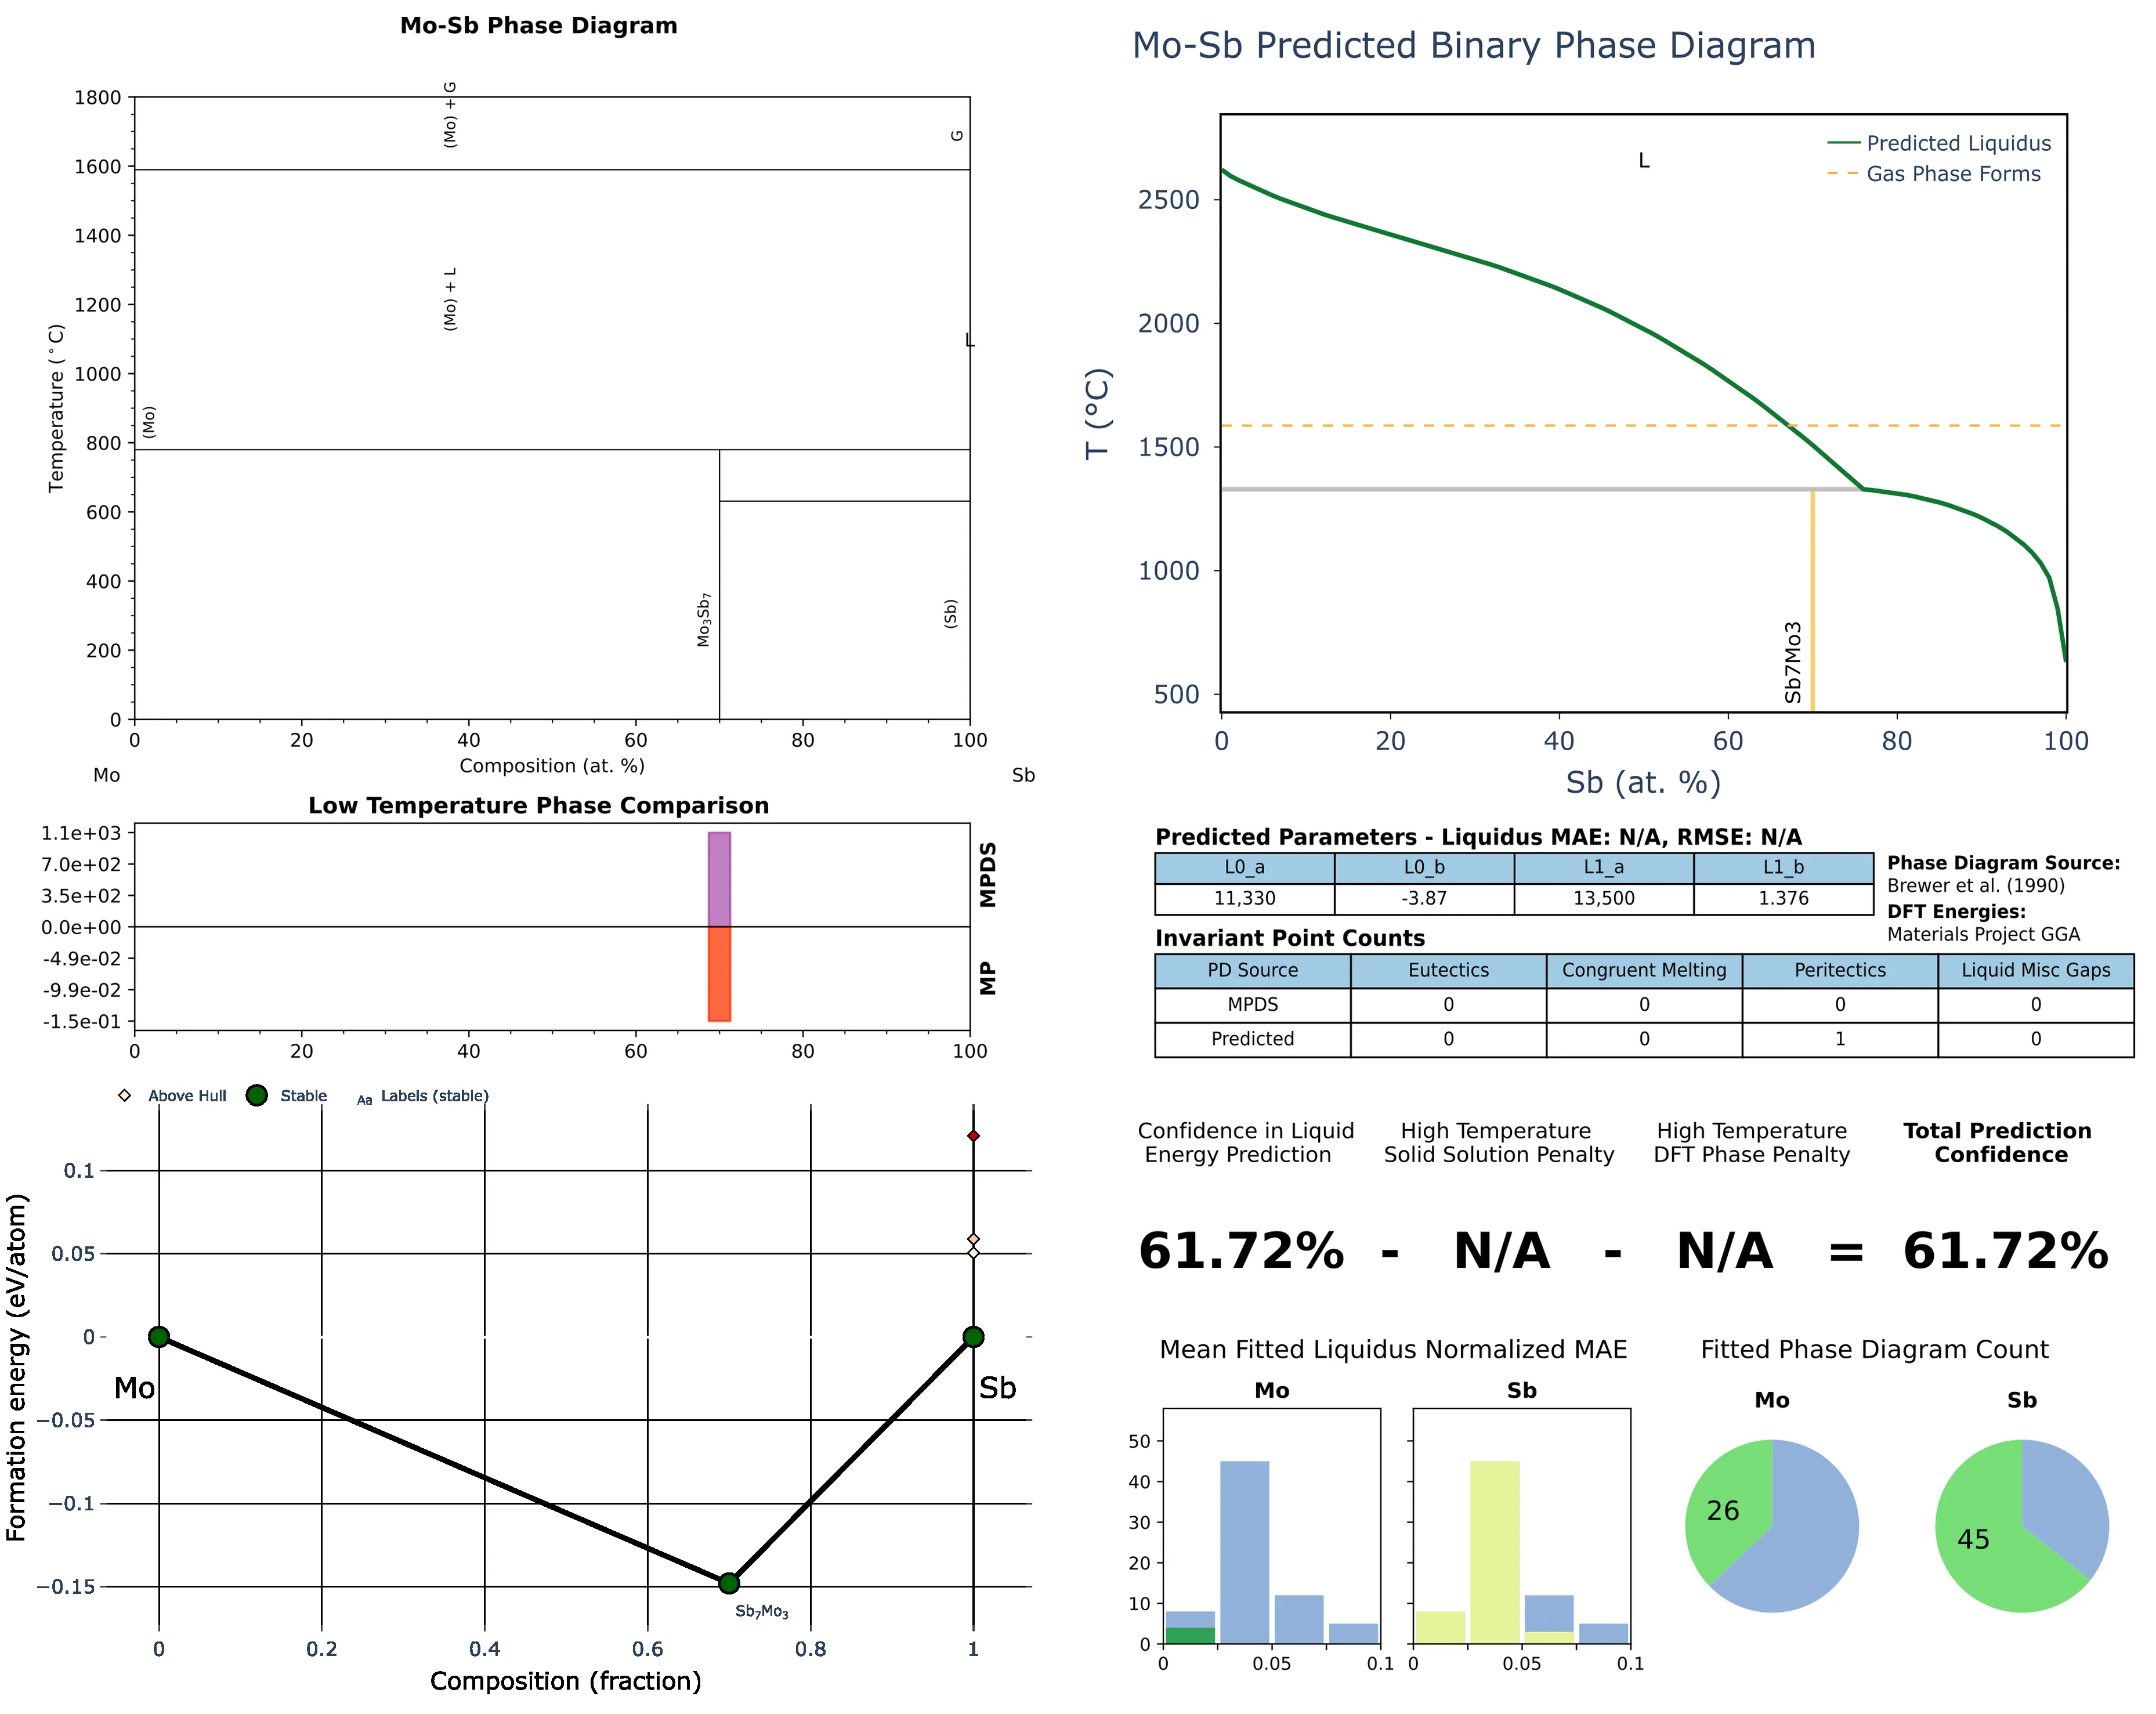 Mo-Sb Phase Diagram
1800
1600
1400
1200
1000
800
600
400
200
0
Temperature (°C)
(Mo) + G
G
(Mo) + L
L
(Mo)
Mo₃Sb₇
(Sb)
0 20 40 60 80 100
Composition (at. %)
Mo Sb
Low Temperature Phase Comparison
1.1e+03
7.0e+02
3.5e+02
0.0e+00
-4.9e-02
-9.9e-02
-1.5e-01
MPDS
MP
0 20 40 60 80 100
Above Hull Stable Aa Labels (stable)
0.1
0.05
0
−0.05
−0.1
−0.15
Formation energy (eV/atom)
Mo
Sb
Sb₇Mo₃
0 0.2 0.4 0.6 0.8 1
Composition (fraction)
Mo-Sb Predicted Binary Phase Diagram
L
Predicted Liquidus
Gas Phase Forms
2500
2000
1500
1000
500
T (°C)
Sb7Mo3
0 20 40 60 80 100
Sb (at. %)
Predicted Parameters - Liquidus MAE: N/A, RMSE: N/A
L0_a L0_b L1_a L1_b
11,330 -3.87 13,500 1.376
Phase Diagram Source:
Brewer et al. (1990)
DFT Energies:
Materials Project GGA
Invariant Point Counts
PD Source Eutectics Congruent Melting Peritectics Liquid Misc Gaps
MPDS 0 0 0 0
Predicted 0 0 1 0
Confidence in Liquid
Energy Prediction
High Temperature
Solid Solution Penalty
High Temperature
DFT Phase Penalty
Total Prediction
Confidence
61.72% - N/A - N/A = 61.72%
Mean Fitted Liquidus Normalized MAE
Mo Sb
50
40
30
20
10
0
0 0.05 0.1
0 0.05 0.1
Fitted Phase Diagram Count
Mo Sb
26
45